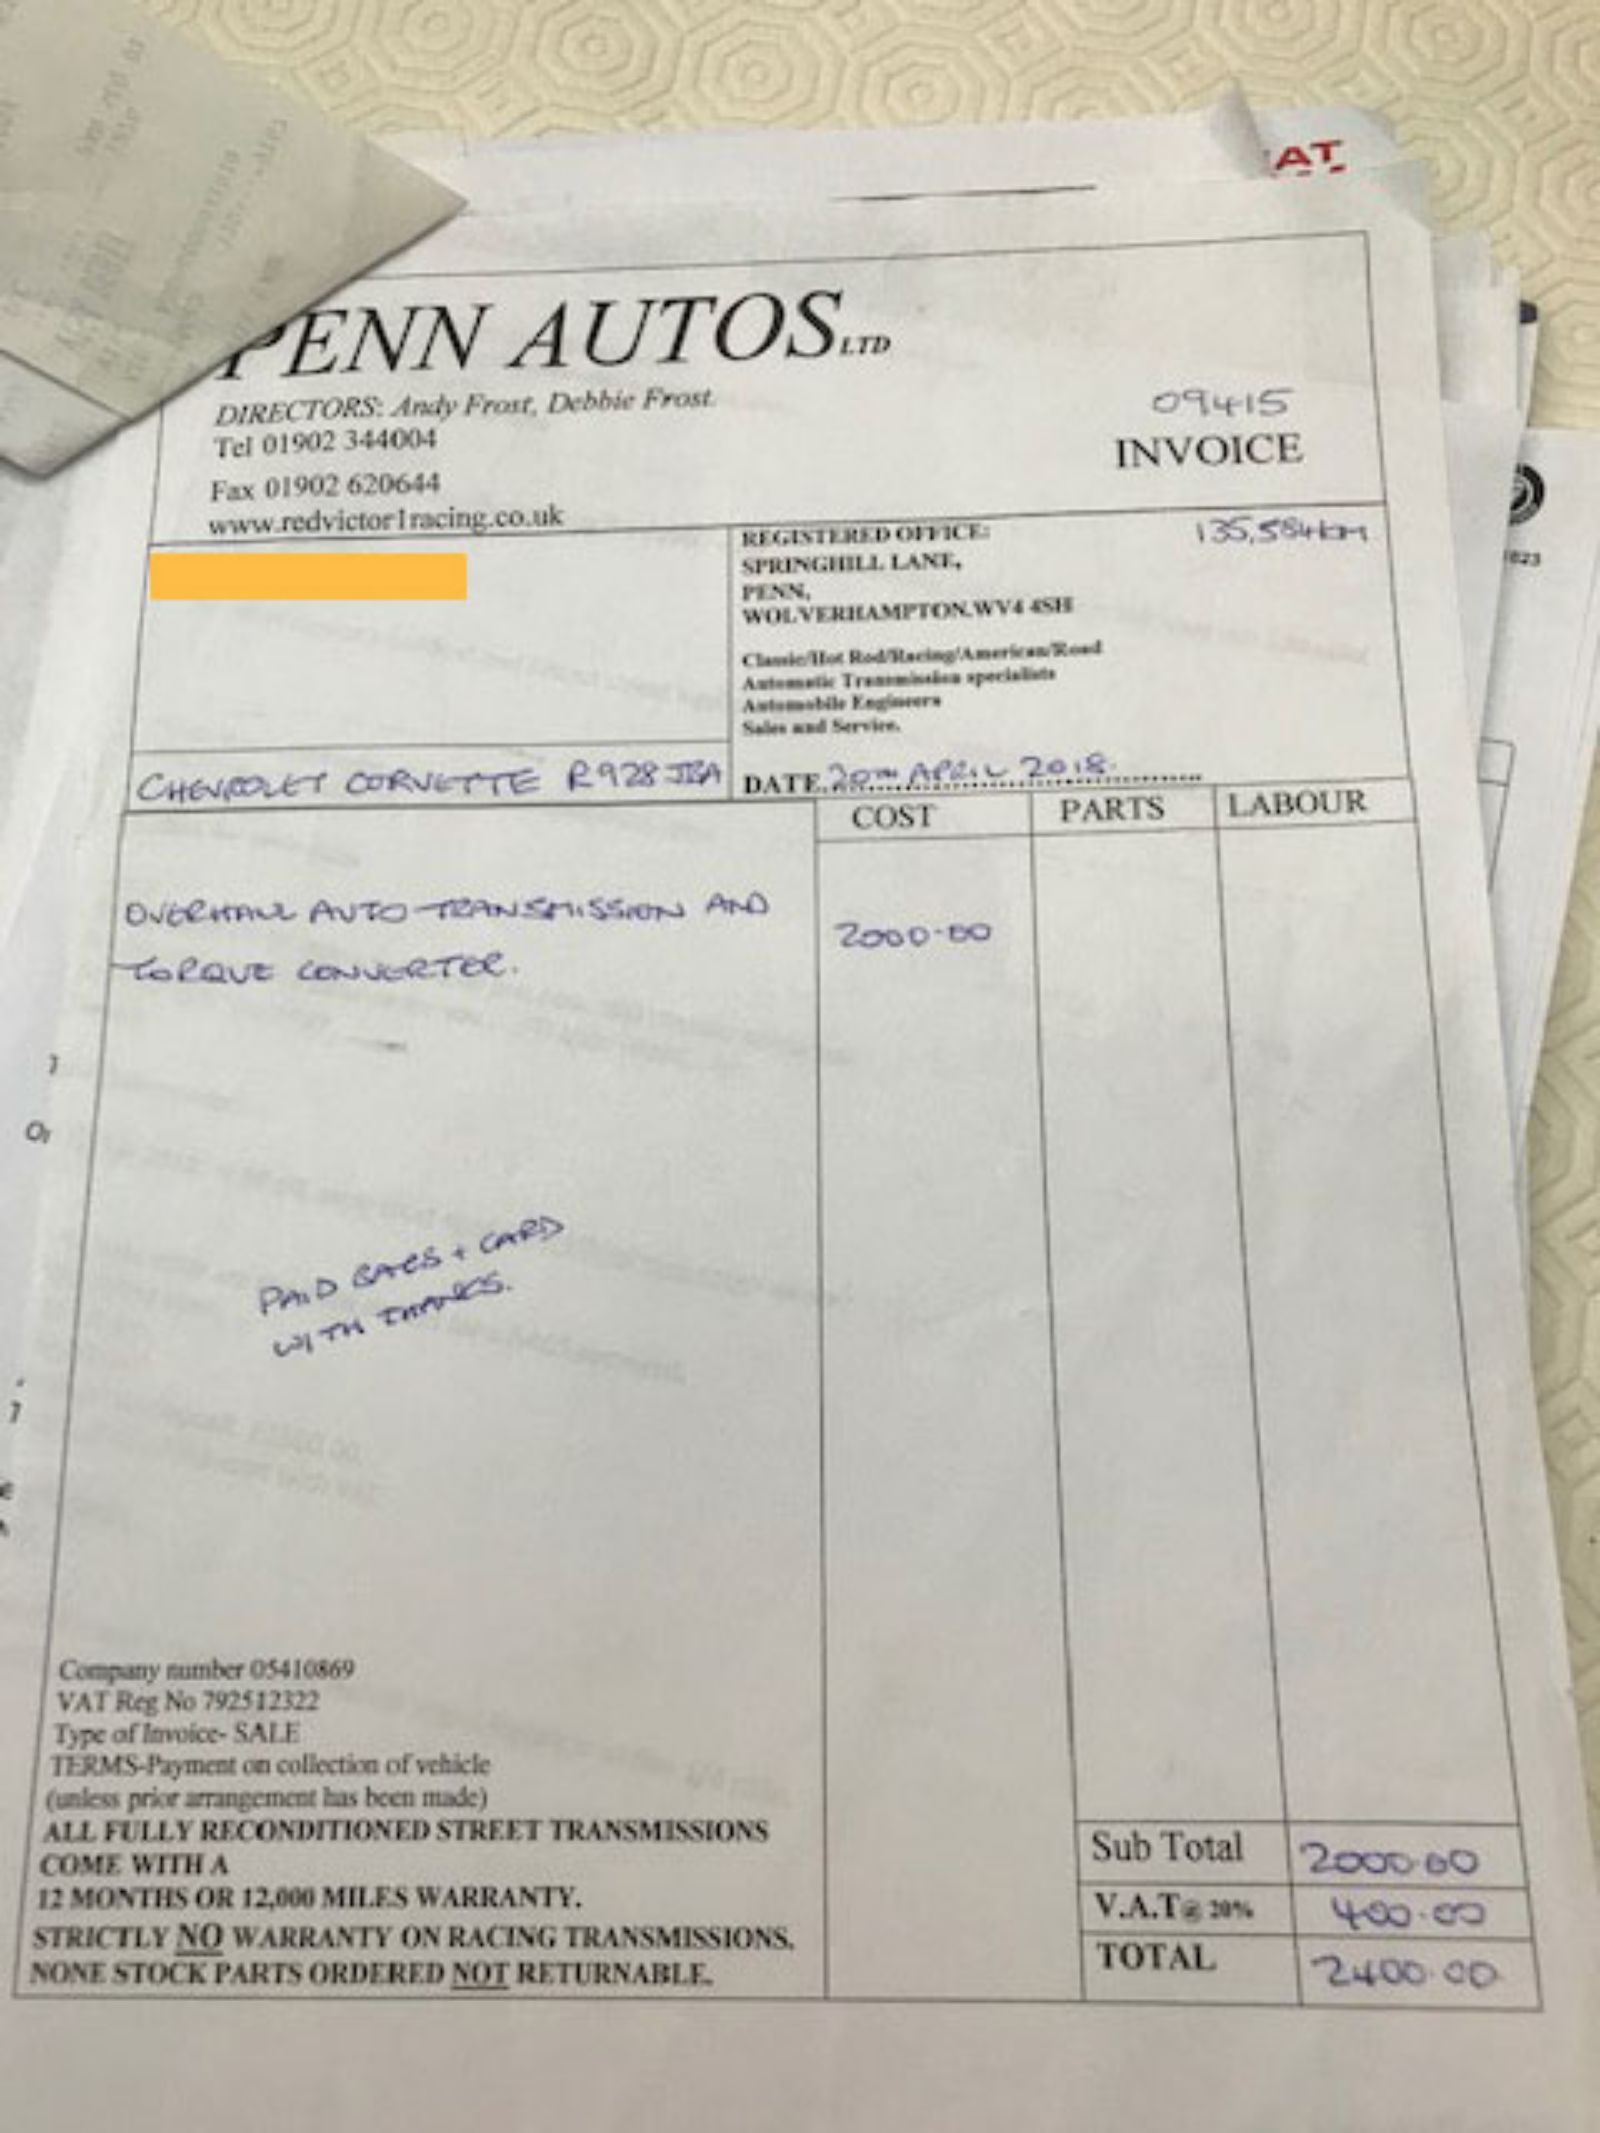 AT
PENN AUTOS LTD
DIRECTORS: Andy Frost, Debbie Frost.
Tel 01902 344004
Fax 01902 620644
www.redvictor1racing.co.uk
09415
INVOICE
REGISTERED OFFICE:
SPRINGHILL LANE,
PENN,
WOLVERHAMPTON.WV4 4SH
135,584KM
Classic/Hot Rod/Racing/American/Road
Automatic Transmission specialists
Automobile Engineers
Sales and Service.
CHEVROLET CORVETTE R928 JBA
DATE. 20TH APRIL 2018.
COST PARTS LABOUR
OVERHAUL AUTO TRANSMISSION AND
TORQUE CONVERTER.
2000.00
PAID BACS + CARD
WITH THANKS.
Company number 05410869
VAT Reg No 792512322
Type of Invoice- SALE
TERMS-Payment on collection of vehicle
(unless prior arrangement has been made)
ALL FULLY RECONDITIONED STREET TRANSMISSIONS
COME WITH A
12 MONTHS OR 12,000 MILES WARRANTY.
STRICTLY NO WARRANTY ON RACING TRANSMISSIONS.
NONE STOCK PARTS ORDERED NOT RETURNABLE.
Sub Total 2000.00
V.A.T@ 20% 400.00
TOTAL 2400.00
823